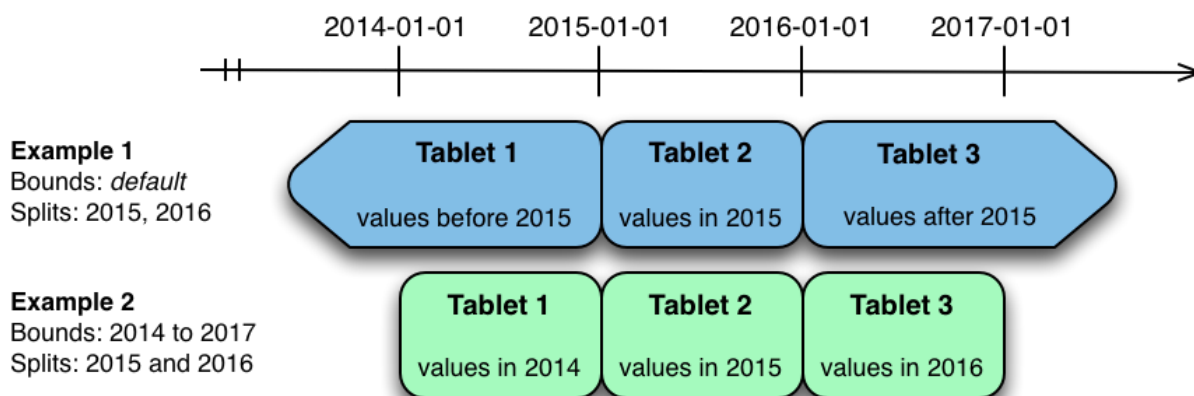 2014-01-01 2015-01-01 2016-01-01 2017-01-01
Example 1
Bounds: default
Splits: 2015, 2016
Tablet 1 Tablet 2 Tablet 3
values before 2015 values in 2015 values after 2015
Example 2
Bounds: 2014 to 2017
Splits: 2015 and 2016
Tablet 1 Tablet 2 Tablet 3
values in 2014 values in 2015 values in 2016